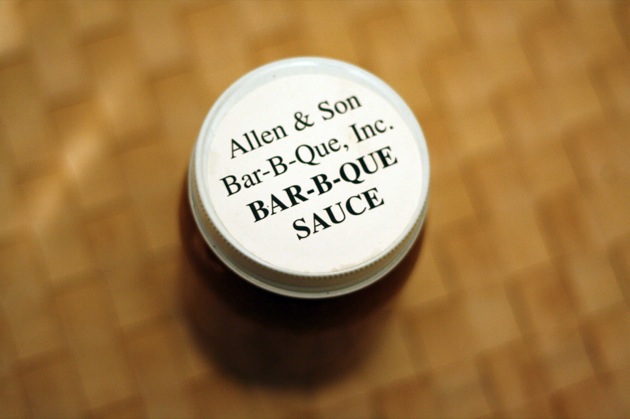 Allen & Son
Bar-B-Que, Inc.
BAR-B-QUE
SAUCE